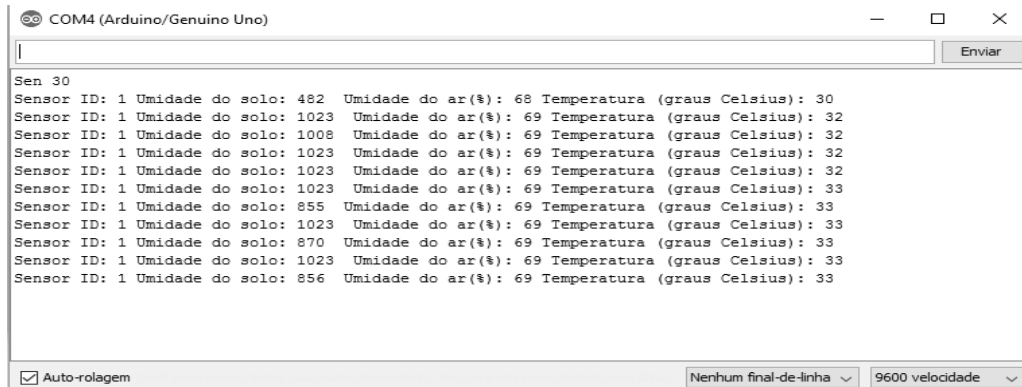 COM4 (Arduino/Genuino Uno)
Enviar
Sen 30
Sensor ID: 1 Umidade do solo: 482  Umidade do ar(%): 68 Temperatura (graus Celsius): 30
Sensor ID: 1 Umidade do solo: 1023  Umidade do ar(%): 69 Temperatura (graus Celsius): 32
Sensor ID: 1 Umidade do solo: 1008  Umidade do ar(%): 69 Temperatura (graus Celsius): 32
Sensor ID: 1 Umidade do solo: 1023  Umidade do ar(%): 69 Temperatura (graus Celsius): 32
Sensor ID: 1 Umidade do solo: 1023  Umidade do ar(%): 69 Temperatura (graus Celsius): 32
Sensor ID: 1 Umidade do solo: 1023  Umidade do ar(%): 69 Temperatura (graus Celsius): 33
Sensor ID: 1 Umidade do solo: 855  Umidade do ar(%): 69 Temperatura (graus Celsius): 33
Sensor ID: 1 Umidade do solo: 1023  Umidade do ar(%): 69 Temperatura (graus Celsius): 33
Sensor ID: 1 Umidade do solo: 870  Umidade do ar(%): 69 Temperatura (graus Celsius): 33
Sensor ID: 1 Umidade do solo: 1023  Umidade do ar(%): 69 Temperatura (graus Celsius): 33
Sensor ID: 1 Umidade do solo: 856  Umidade do ar(%): 69 Temperatura (graus Celsius): 33
Auto-rolagem Nenhum final-de-linha 9600 velocidade